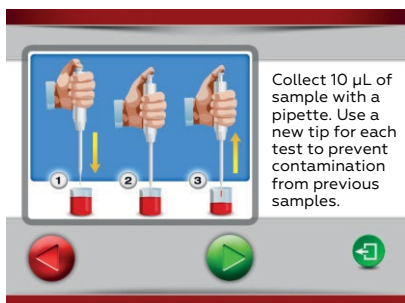 1
2
3
Collect 10 µL of
sample with a
pipette. Use a
new tip for each
test to prevent
contamination
from previous
samples.